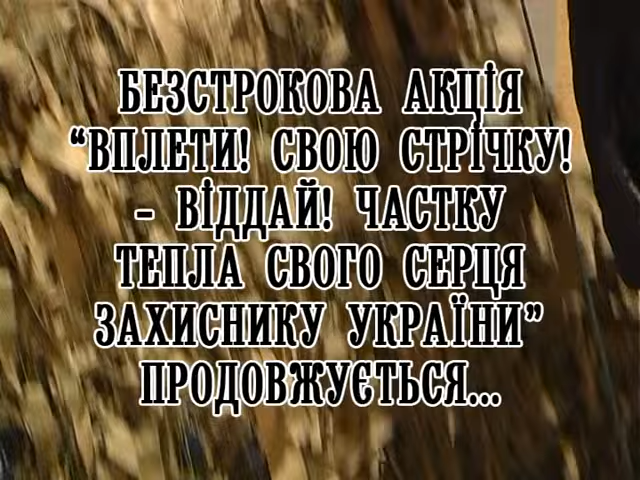 БЕЗСТРОКОВА АКЦІЯ
“ВПЛЕТИ! СВОЮ СТРІЧКУ!
- ВІДДАЙ! ЧАСТКУ
ТЕПЛА СВОГО СЕРЦЯ
ЗАХИСНИКУ УКРАЇНИ”
ПРОДОВЖУЄТЬСЯ...